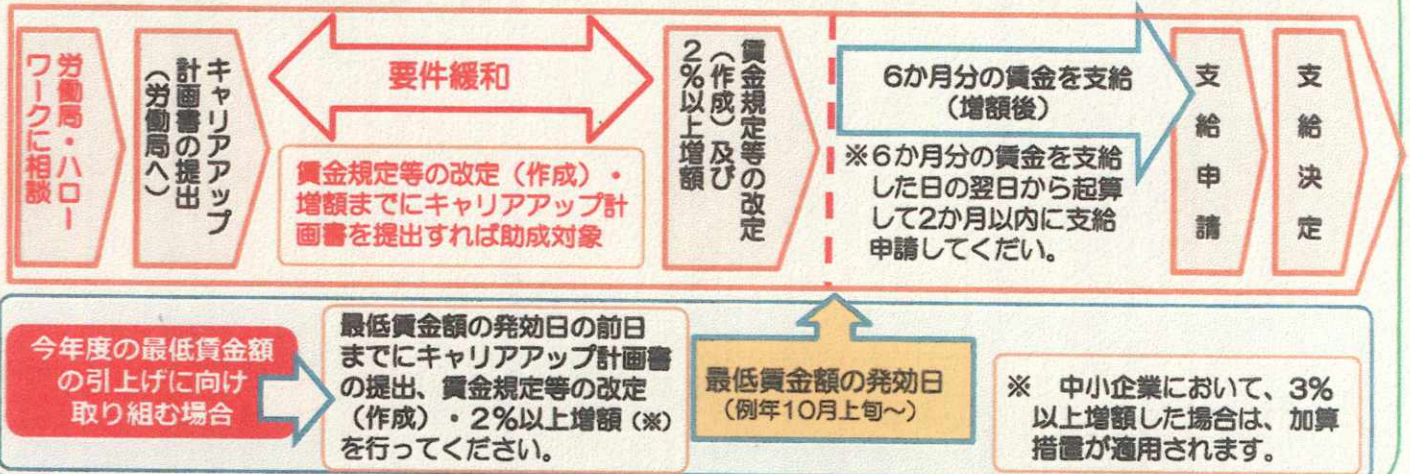 労働局・ハロー
ワークに相談
キャリアアップ
計画書の提出
（労働局へ）
要件緩和
賃金規定等の改定（作成）・
増額までにキャリアアップ計
画書を提出すれば助成対象
賃金規定等の改定
（作成）及び
２％以上増額
6か月分の賃金を支給
（増額後）
※６か月分の賃金を支給
した日の翌日から起算
して2か月以内に支給
申請してくだい。
支給申請
支給決定
今年度の最低賃金額
の引上げに向け
取り組む場合
最低賃金額の発効日の前日
までにキャリアアップ計画書
の提出、賃金規定等の改定
（作成）・２％以上増額（※）
を行ってください。
最低賃金額の発効日
（例年10月上旬～）
※　中小企業において、3％
以上増額した場合は、加算
措置が適用されます。